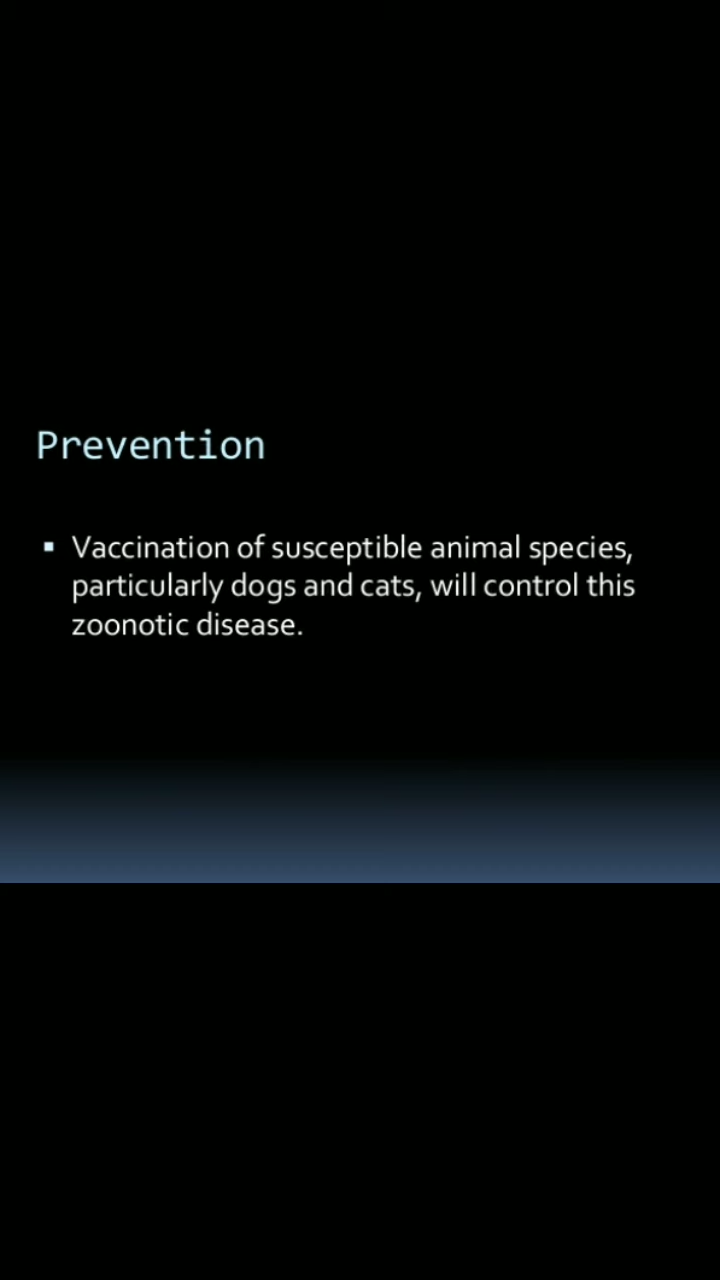 Prevention
▪ Vaccination of susceptible animal species,
particularly dogs and cats, will control this
zoonotic disease.